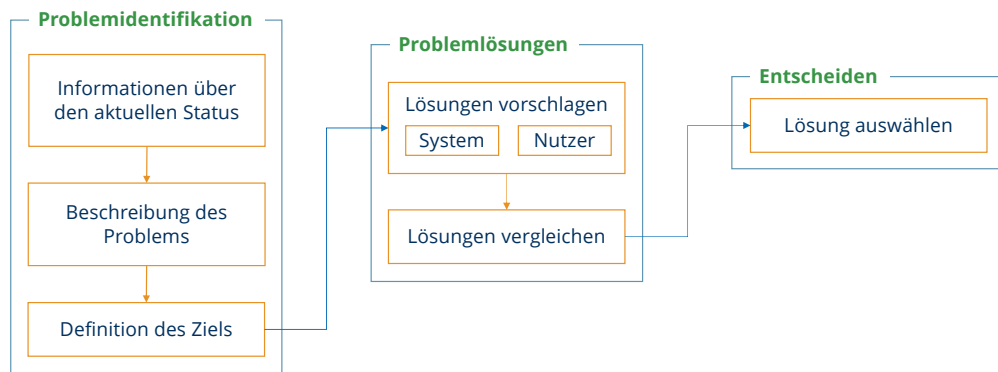 Problemidentifikation
Informationen über
den aktuellen Status
Beschreibung des
Problems
Definition des Ziels
Problemlösungen
Lösungen vorschlagen
System
Nutzer
Lösungen vergleichen
Entscheiden
Lösung auswählen